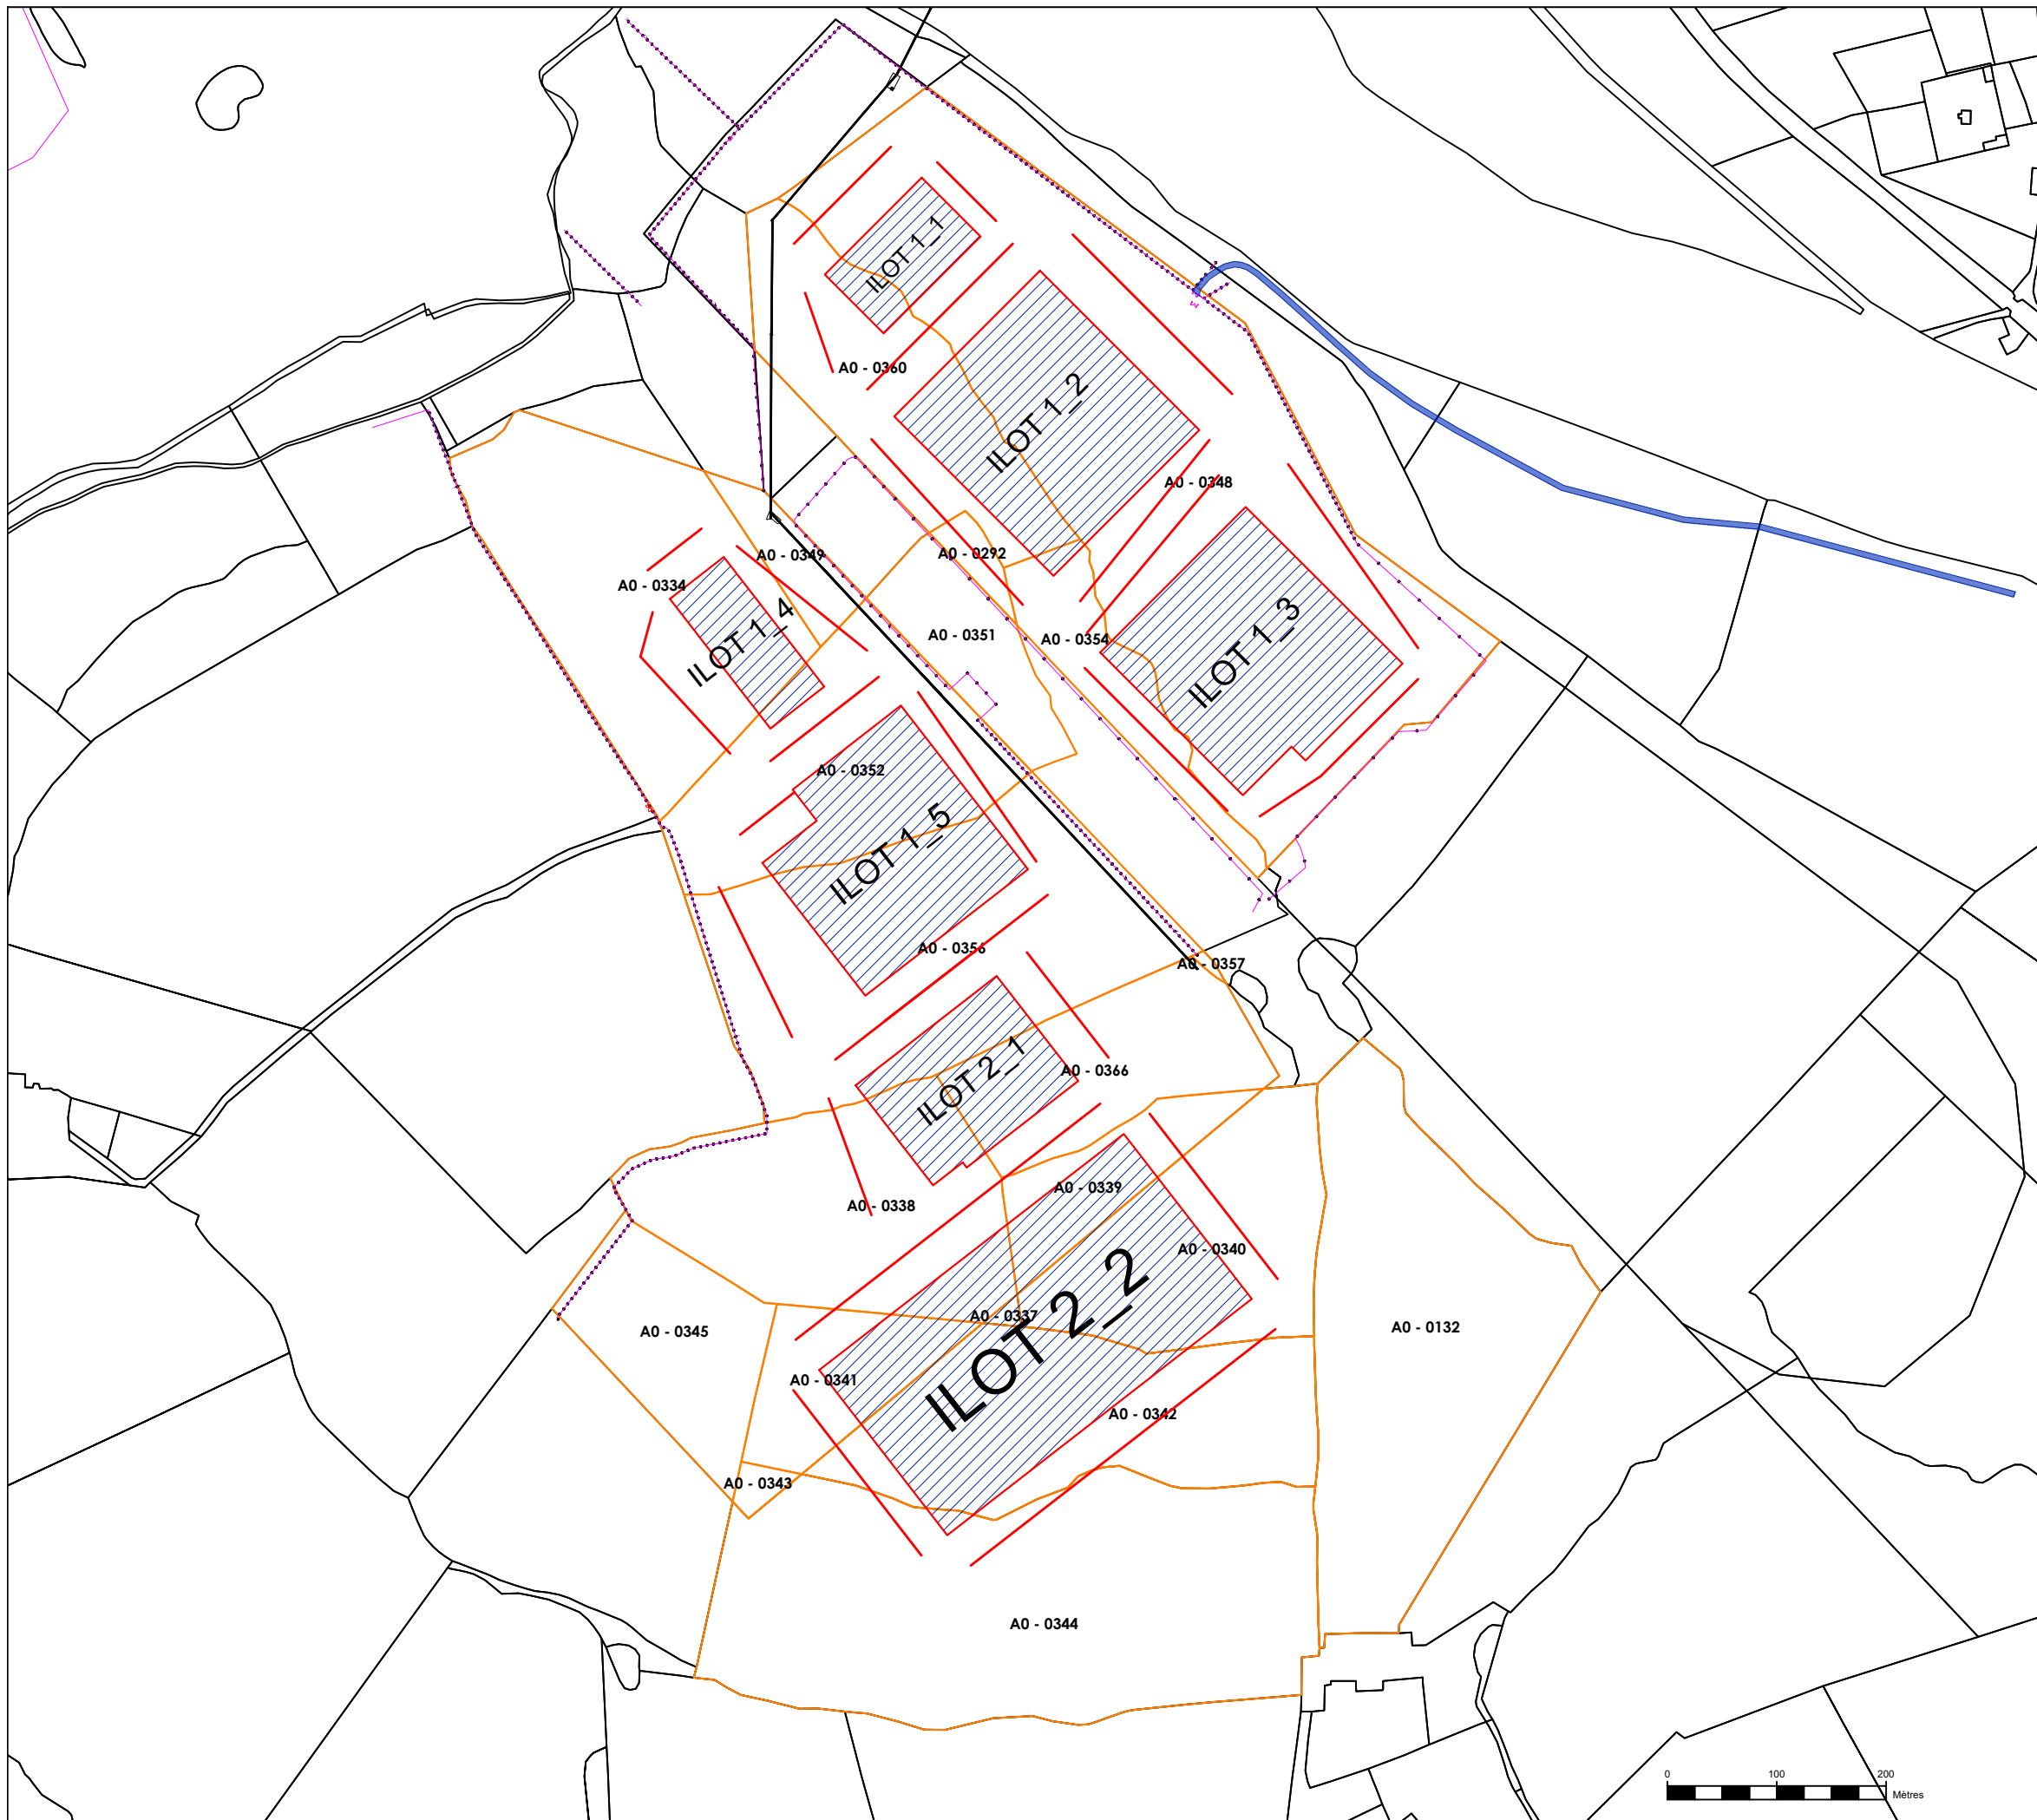 ILOT 1_1
A0 - 0360
ILOT 1_2
A0 - 0348
A0 - 0292
A0 - 0349
A0 - 0334
ILOT 1_4
A0 - 0351
A0 - 0354
ILOT 1_3
A0 - 0352
ILOT 1_5
A0 - 0356
A0 - 0357
ILOT 2_1
A0 - 0366
A0 - 0339
A0 - 0338
A0 - 0340
A0 - 0337
A0 - 0345
A0 - 0132
ILOT 2_2
A0 - 0341
A0 - 0342
A0 - 0343
A0 - 0344
0 100 200
Mètres